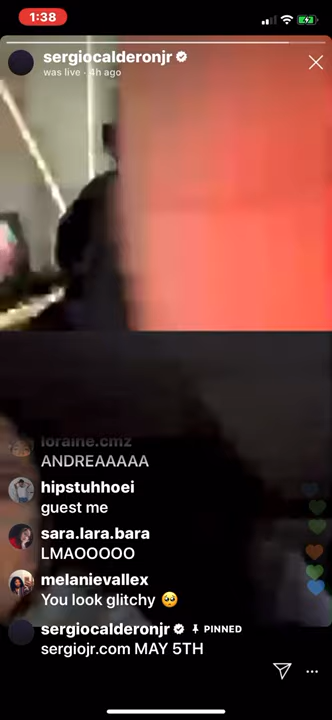 1:38
sergiocalderonjr
was live · 4h ago
loraine.cmz
ANDREAAAAA
hipstuhhoei
guest me
sara.lara.bara
LMAOOOOO
melanievallex
You look glitchy 🥺
sergiocalderonjr PINNED
sergiojr.com MAY 5TH